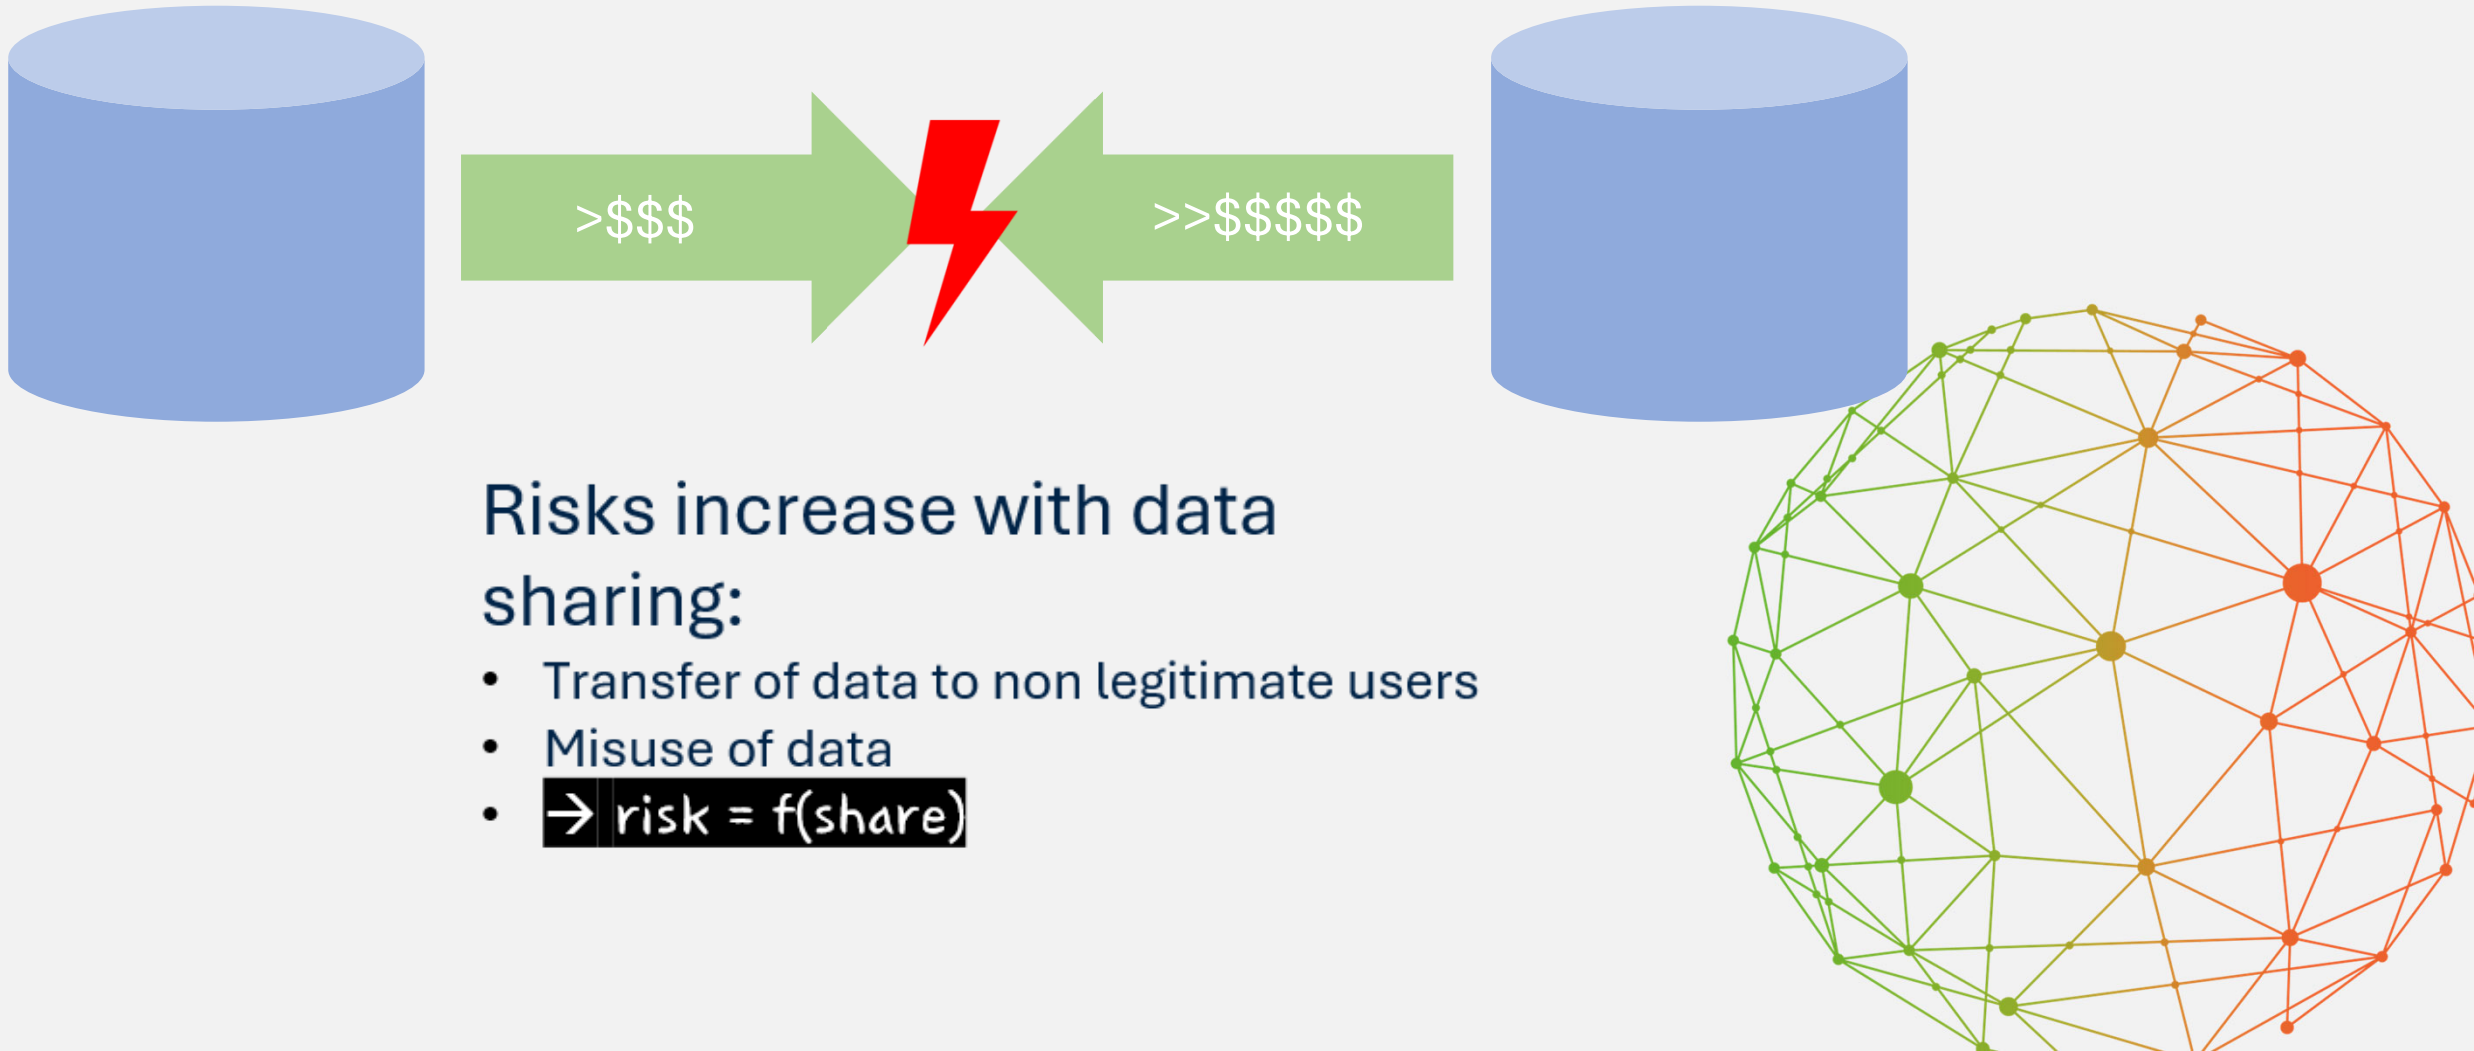 >$$$
>>$$$$$
Risks increase with data
sharing:
• Transfer of data to non legitimate users
• Misuse of data
• → risk = f(share)